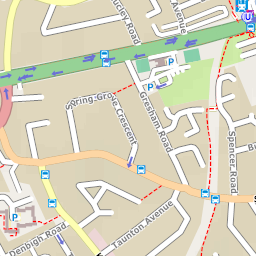 Avenue
Road
Spring-Grove Crescent
Gresham Road
Spencer Road
P
P
P
Denbigh Road
Taunton Avenue